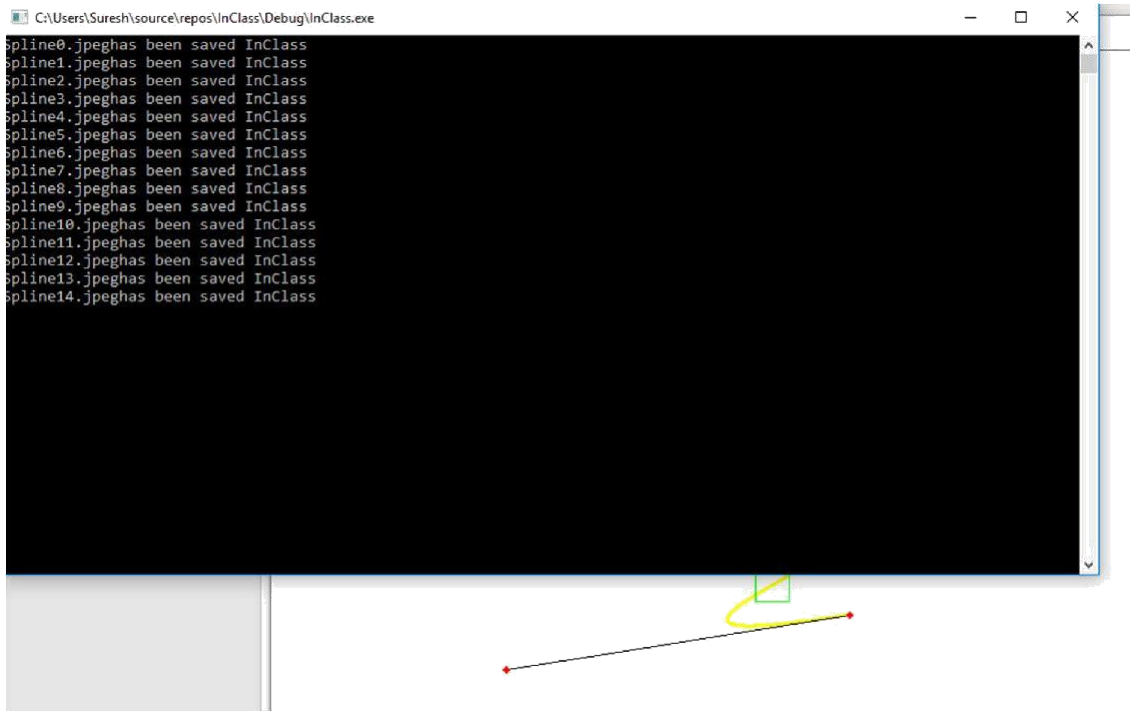 C:\Users\Suresh\source\repos\InClass\Debug\InClass.exe
Spline0.jpeghas been saved InClass
Spline1.jpeghas been saved InClass
Spline2.jpeghas been saved InClass
Spline3.jpeghas been saved InClass
Spline4.jpeghas been saved InClass
Spline5.jpeghas been saved InClass
Spline6.jpeghas been saved InClass
Spline7.jpeghas been saved InClass
Spline8.jpeghas been saved InClass
Spline9.jpeghas been saved InClass
Spline10.jpeghas been saved InClass
Spline11.jpeghas been saved InClass
Spline12.jpeghas been saved InClass
Spline13.jpeghas been saved InClass
Spline14.jpeghas been saved InClass